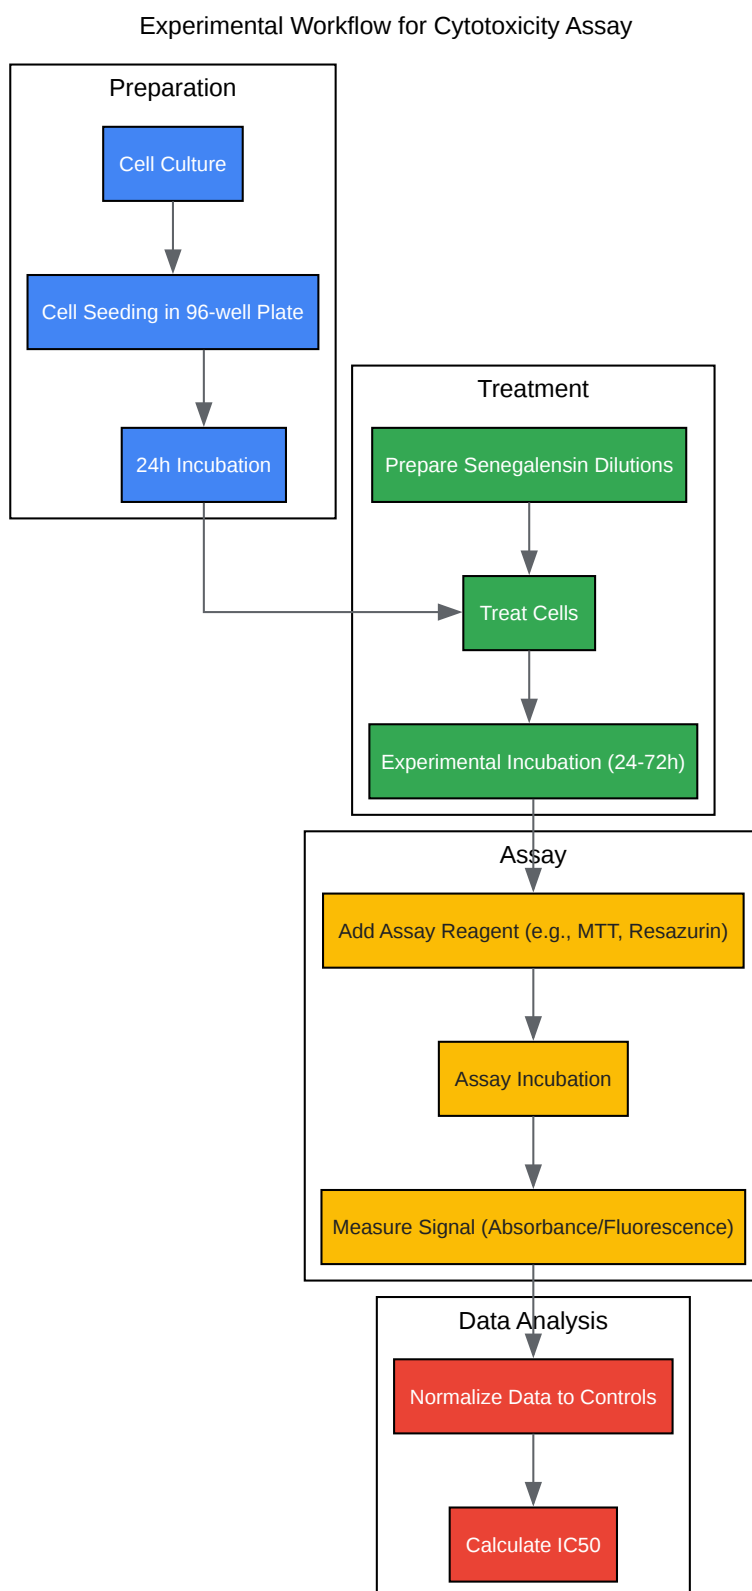 Experimental Workflow for Cytotoxicity Assay
Preparation
Cell Culture
Cell Seeding in 96-well Plate
24h Incubation
Treatment
Prepare Senegalensin Dilutions
Treat Cells
Experimental Incubation (24-72h)
Assay
Add Assay Reagent (e.g., MTT, Resazurin)
Assay Incubation
Measure Signal (Absorbance/Fluorescence)
Data Analysis
Normalize Data to Controls
Calculate IC50